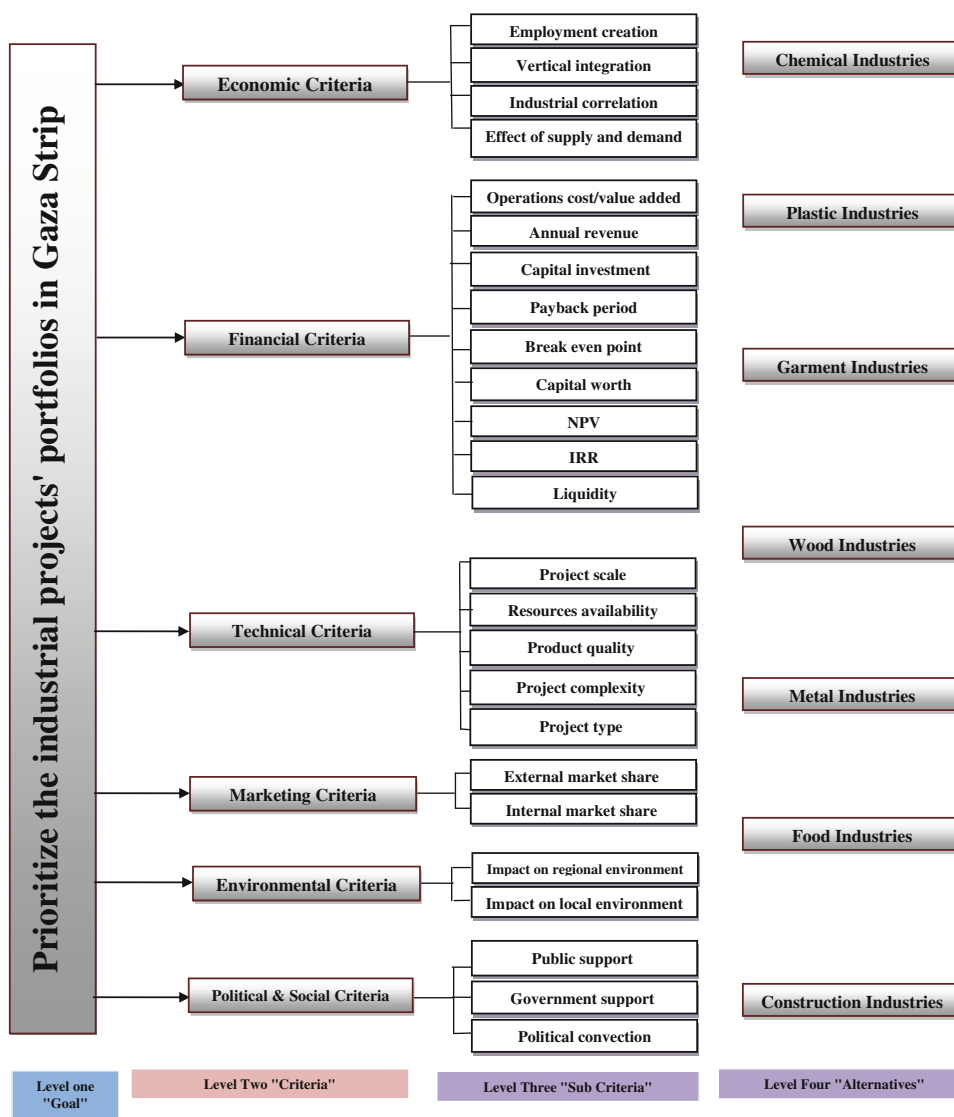 Prioritize the industrial projects' portfolios in Gaza Strip
Economic Criteria
Employment creation
Vertical integration
Industrial correlation
Effect of supply and demand
Financial Criteria
Operations cost/value added
Annual revenue
Capital investment
Payback period
Break even point
Capital worth
NPV
IRR
Liquidity
Technical Criteria
Project scale
Resources availability
Product quality
Project complexity
Project type
Marketing Criteria
External market share
Internal market share
Environmental Criteria
Impact on regional environment
Impact on local environment
Political & Social Criteria
Public support
Government support
Political convection
Chemical Industries
Plastic Industries
Garment Industries
Wood Industries
Metal Industries
Food Industries
Construction Industries
Level one
"Goal"
Level Two "Criteria"
Level Three "Sub Criteria"
Level Four "Alternatives"